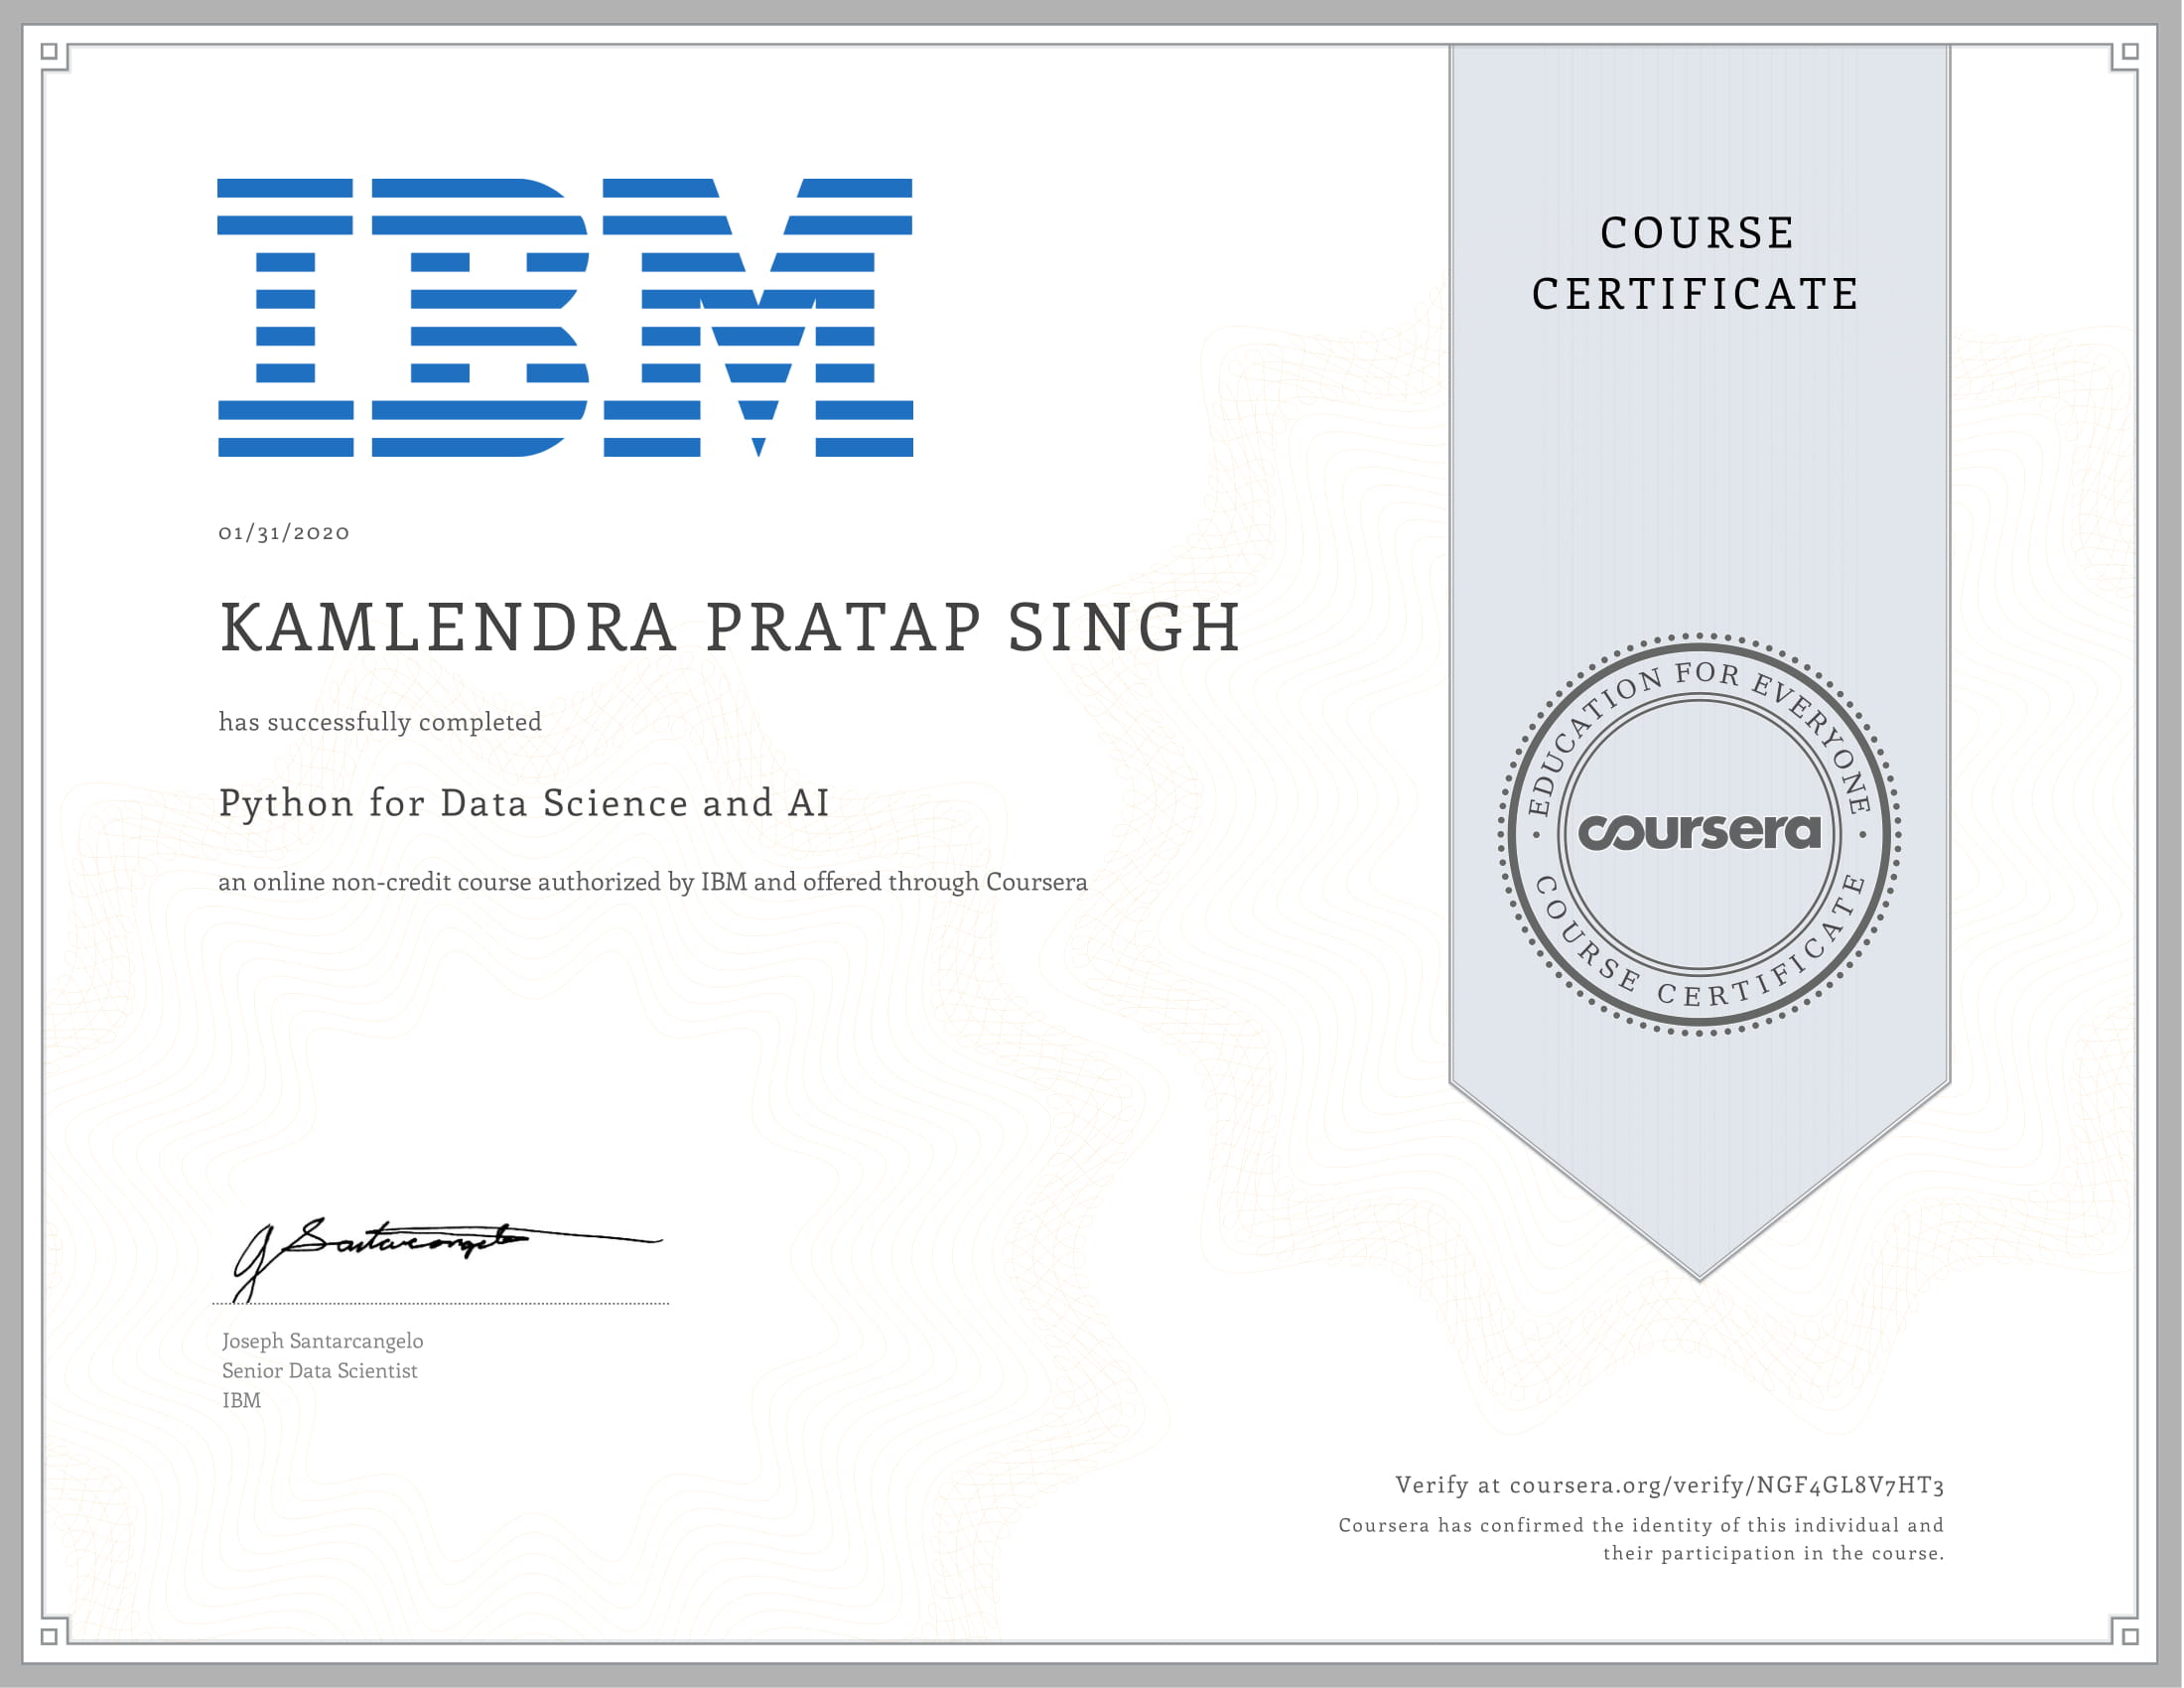 IBM
01/31/2020
KAMLENDRA PRATAP SINGH
has successfully completed
Python for Data Science and AI
an online non-credit course authorized by IBM and offered through Coursera
J Santarcangelo
Joseph Santarcangelo
Senior Data Scientist
IBM
COURSE
CERTIFICATE
EDUCATION FOR EVERYONE
coursera
COURSE CERTIFICATE
Verify at coursera.org/verify/NGF4GL8V7HT3
Coursera has confirmed the identity of this individual and
their participation in the course.